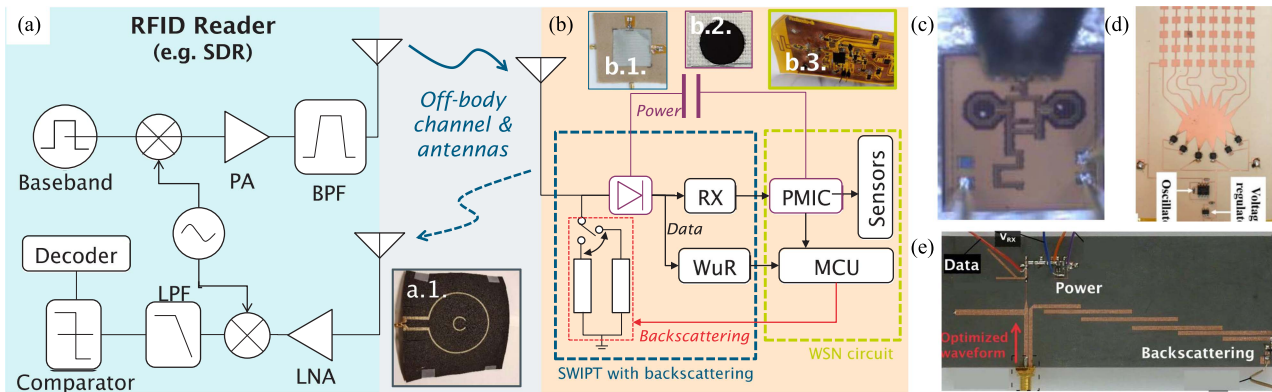 (a)
RFID Reader
(e.g. SDR)
Baseband
PA
BPF
Decoder
LPF
Comparator
LNA
Off-body
channel &
antennas
a.1.
(b)
b.1.
b.2.
b.3.
Power
RX
PMIC
Sensors
Data
WuR
MCU
Backscattering
SWIPT with backscattering
WSN circuit
(c)
(d)
Oscillat
Voltag
regulat
(e)
Data
VRX
Power
Optimized
waveform
Backscattering